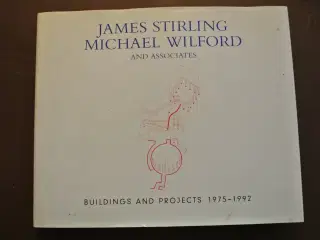 JAMES STIRLING
MICHAEL WILFORD
AND ASSOCIATES
BUILDINGS AND PROJECTS 1975-1992